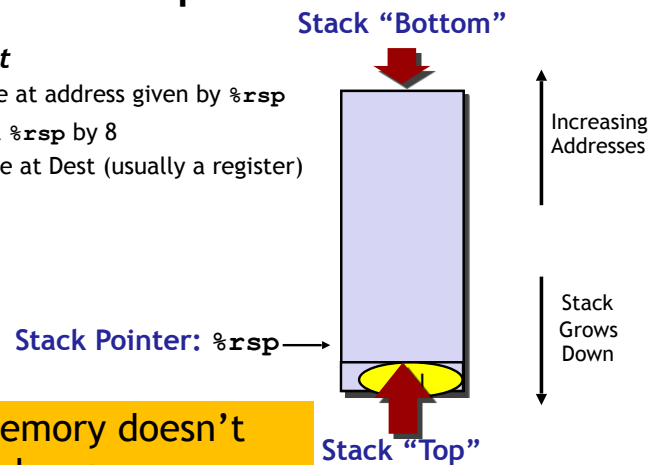 Stack “Bottom”
t
e at address given by %rsp
%rsp by 8
e at Dest (usually a register)
Increasing
Addresses
Stack
Grows
Down
Stack Pointer: %rsp
emory doesn’t
Stack “Top”